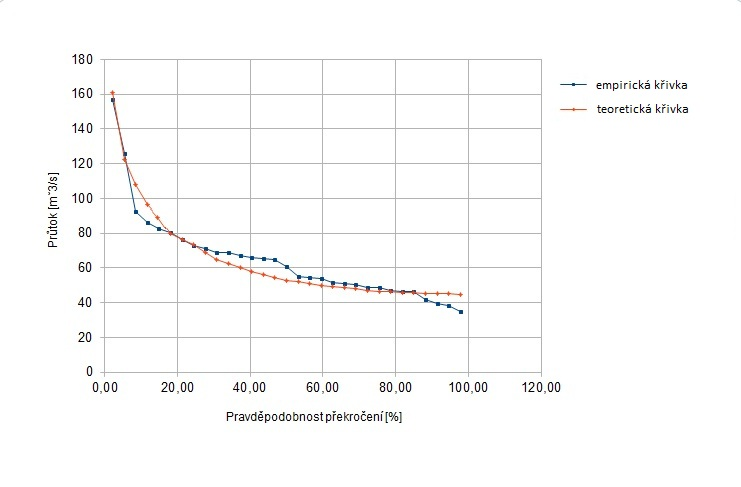 180
160
140
120
100
80
60
40
20
0
Průtok [m^3/s]
0,00 20,00 40,00 60,00 80,00 100,00 120,00
Pravděpodobnost překročení [%]
empirická křivka
teoretická křivka